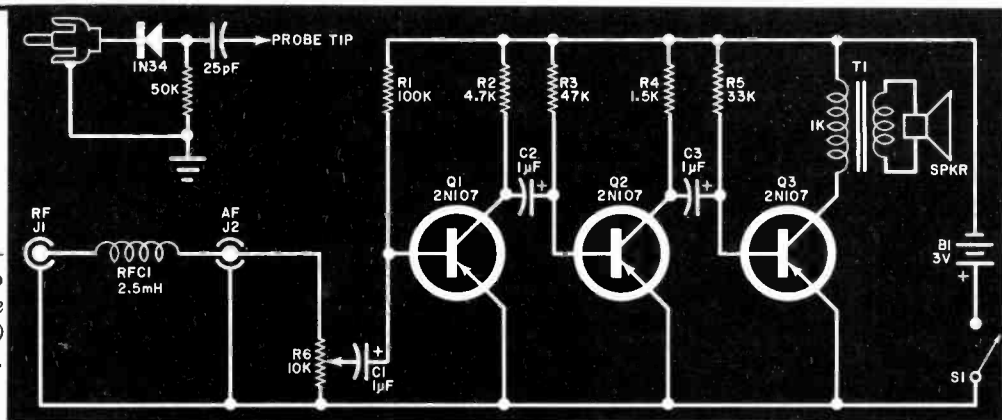 1N34
25pF
PROBE TIP
50K
R1
100K
R2
4.7K
R3
47K
R4
1.5K
R5
33K
T1
1K
SPKR
C2
1µF
+
C3
1µF
+
Q1
2N107
Q2
2N107
Q3
2N107
RF
J1
AF
J2
RFC1
2.5mH
B1
3V
+
R6
10K
+
C1
1µF
S1